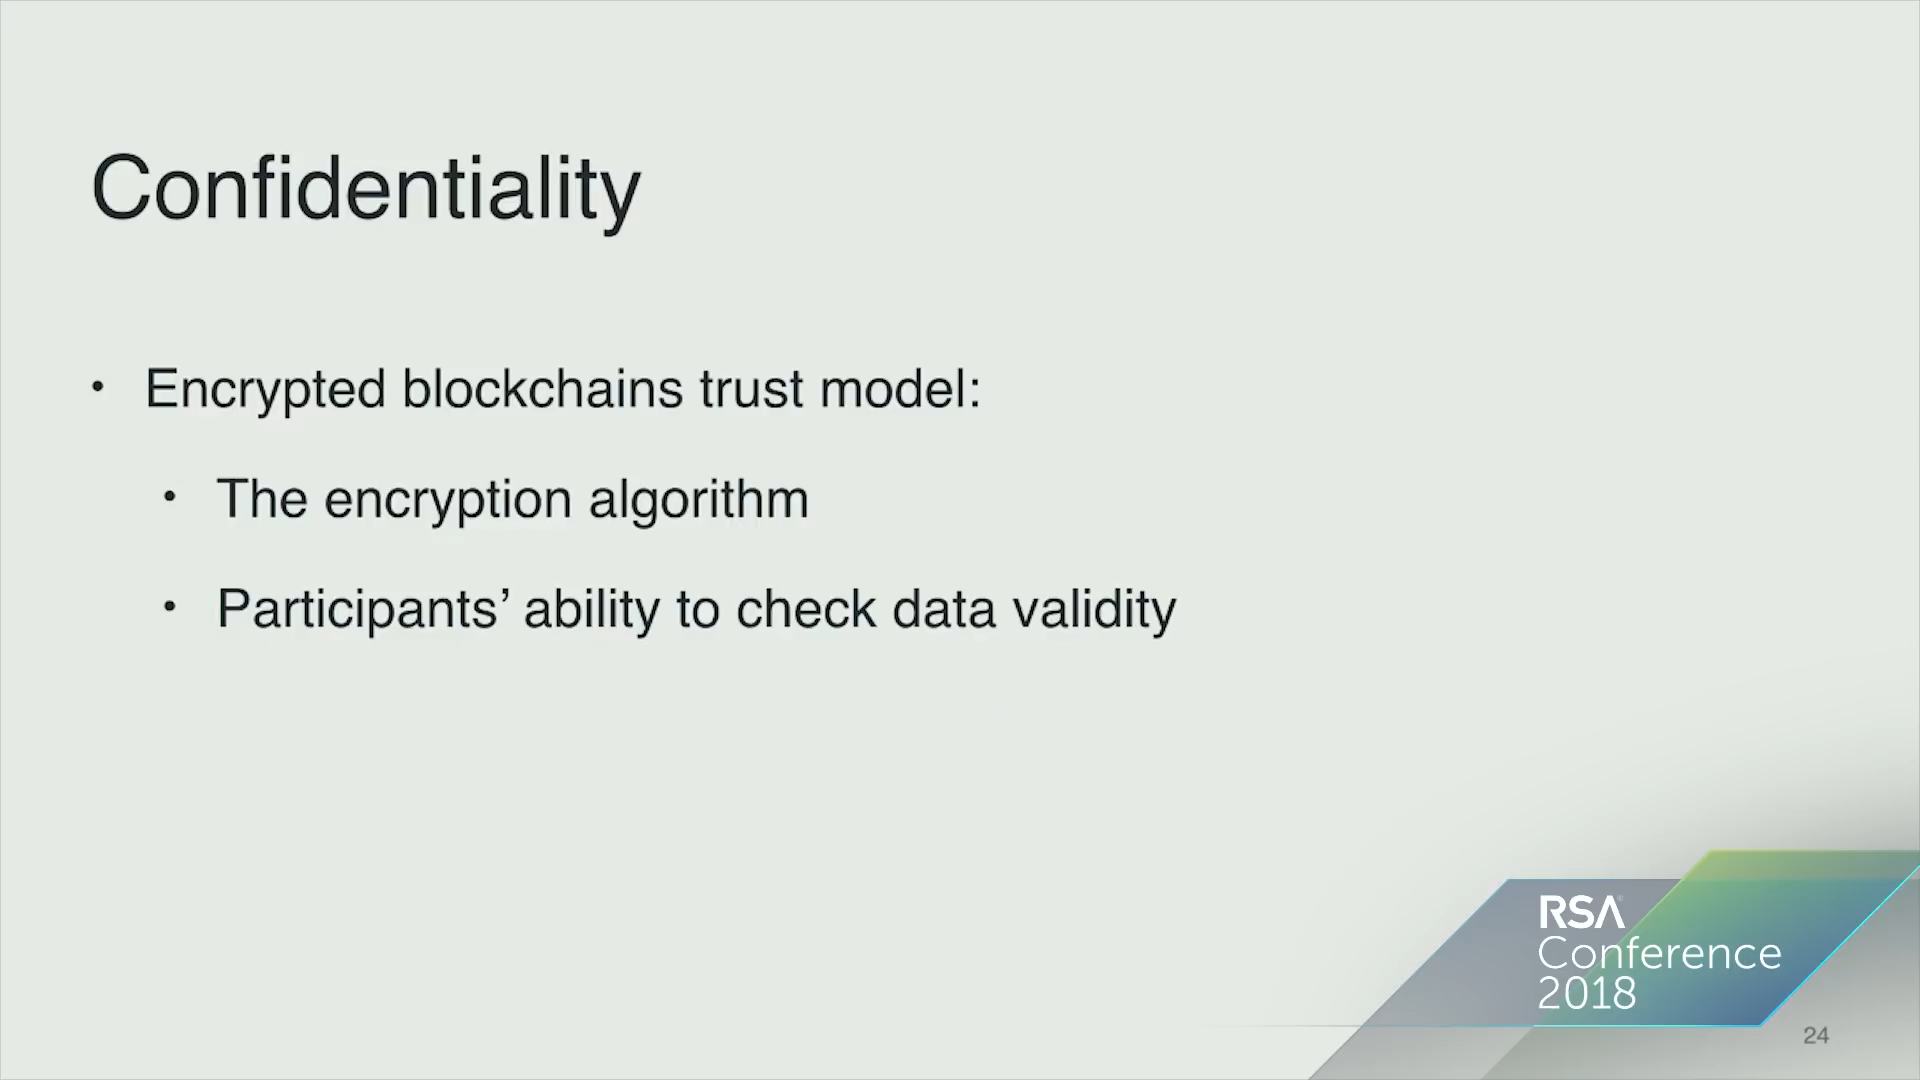 Confidentiality
• Encrypted blockchains trust model:
• The encryption algorithm
• Participants’ ability to check data validity
RSA
Conference
2018
24